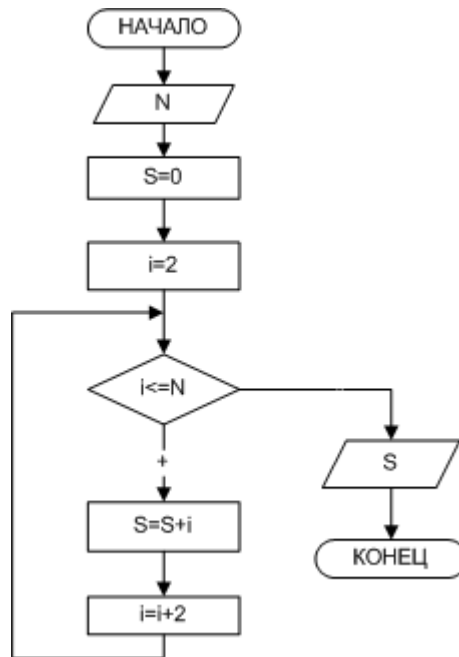 НАЧАЛО
N
S=0
i=2
i<=N
+
S=S+i
i=i+2
S
КОНЕЦ